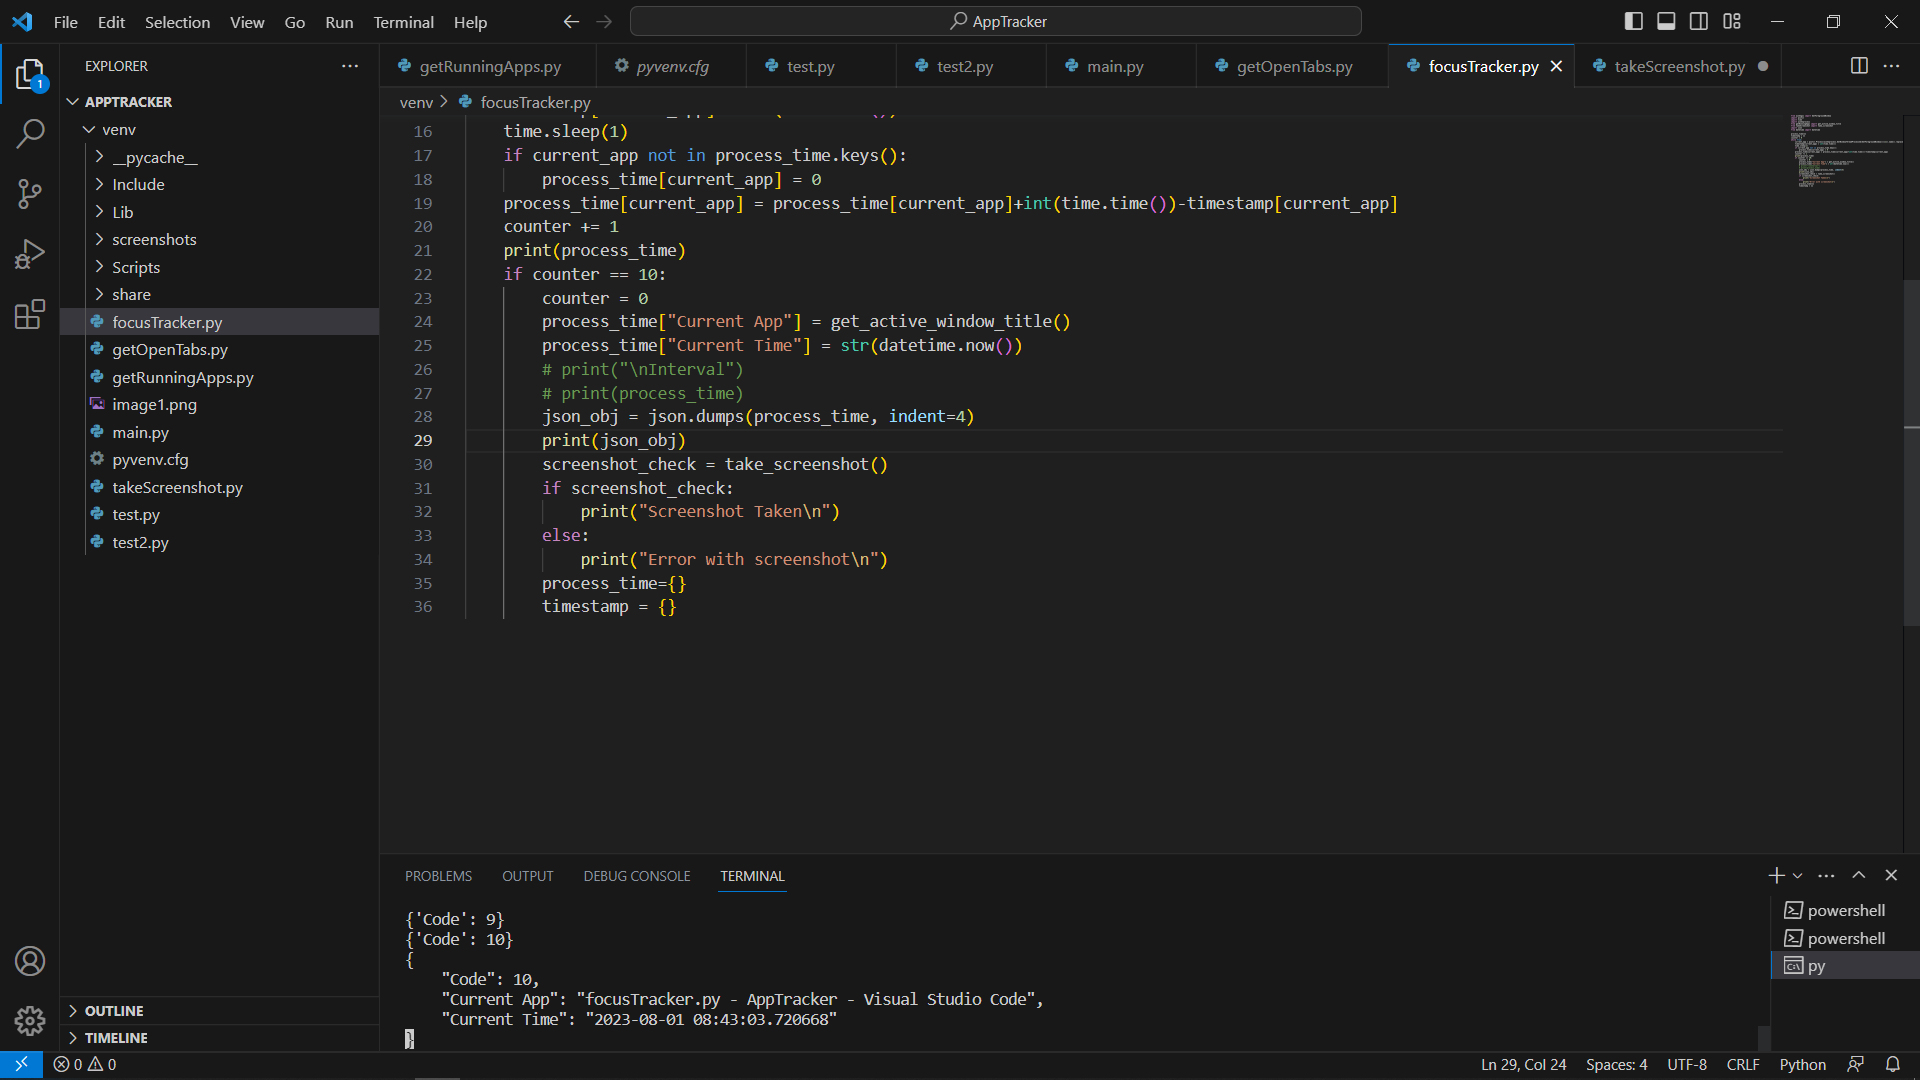 File Edit Selection View Go Run Terminal Help
AppTracker
EXPLORER
1
APPTRACKER
venv
__pycache__
Include
Lib
screenshots
Scripts
share
focusTracker.py
getOpenTabs.py
getRunningApps.py
image1.png
main.py
pyvenv.cfg
takeScreenshot.py
test.py
test2.py
OUTLINE
TIMELINE
getRunningApps.py pyvenv.cfg test.py test2.py main.py getOpenTabs.py focusTracker.py takeScreenshot.py
venv > focusTracker.py
16 time.sleep(1)
17 if current_app not in process_time.keys():
18 process_time[current_app] = 0
19 process_time[current_app] = process_time[current_app]+int(time.time())-timestamp[current_app]
20 counter += 1
21 print(process_time)
22 if counter == 10:
23 counter = 0
24 process_time["Current App"] = get_active_window_title()
25 process_time["Current Time"] = str(datetime.now())
26 # print("\nInterval")
27 # print(process_time)
28 json_obj = json.dumps(process_time, indent=4)
29 print(json_obj)
30 screenshot_check = take_screenshot()
31 if screenshot_check:
32 print("Screenshot Taken\n")
33 else:
34 print("Error with screenshot\n")
35 process_time={}
36 timestamp = {}
PROBLEMS OUTPUT DEBUG CONSOLE TERMINAL
{'Code': 9}
{'Code': 10}
{
"Code": 10,
"Current App": "focusTracker.py - AppTracker - Visual Studio Code",
"Current Time": "2023-08-01 08:43:03.720668"
}
powershell
powershell
py
0 0
Ln 29, Col 24 Spaces: 4 UTF-8 CRLF Python